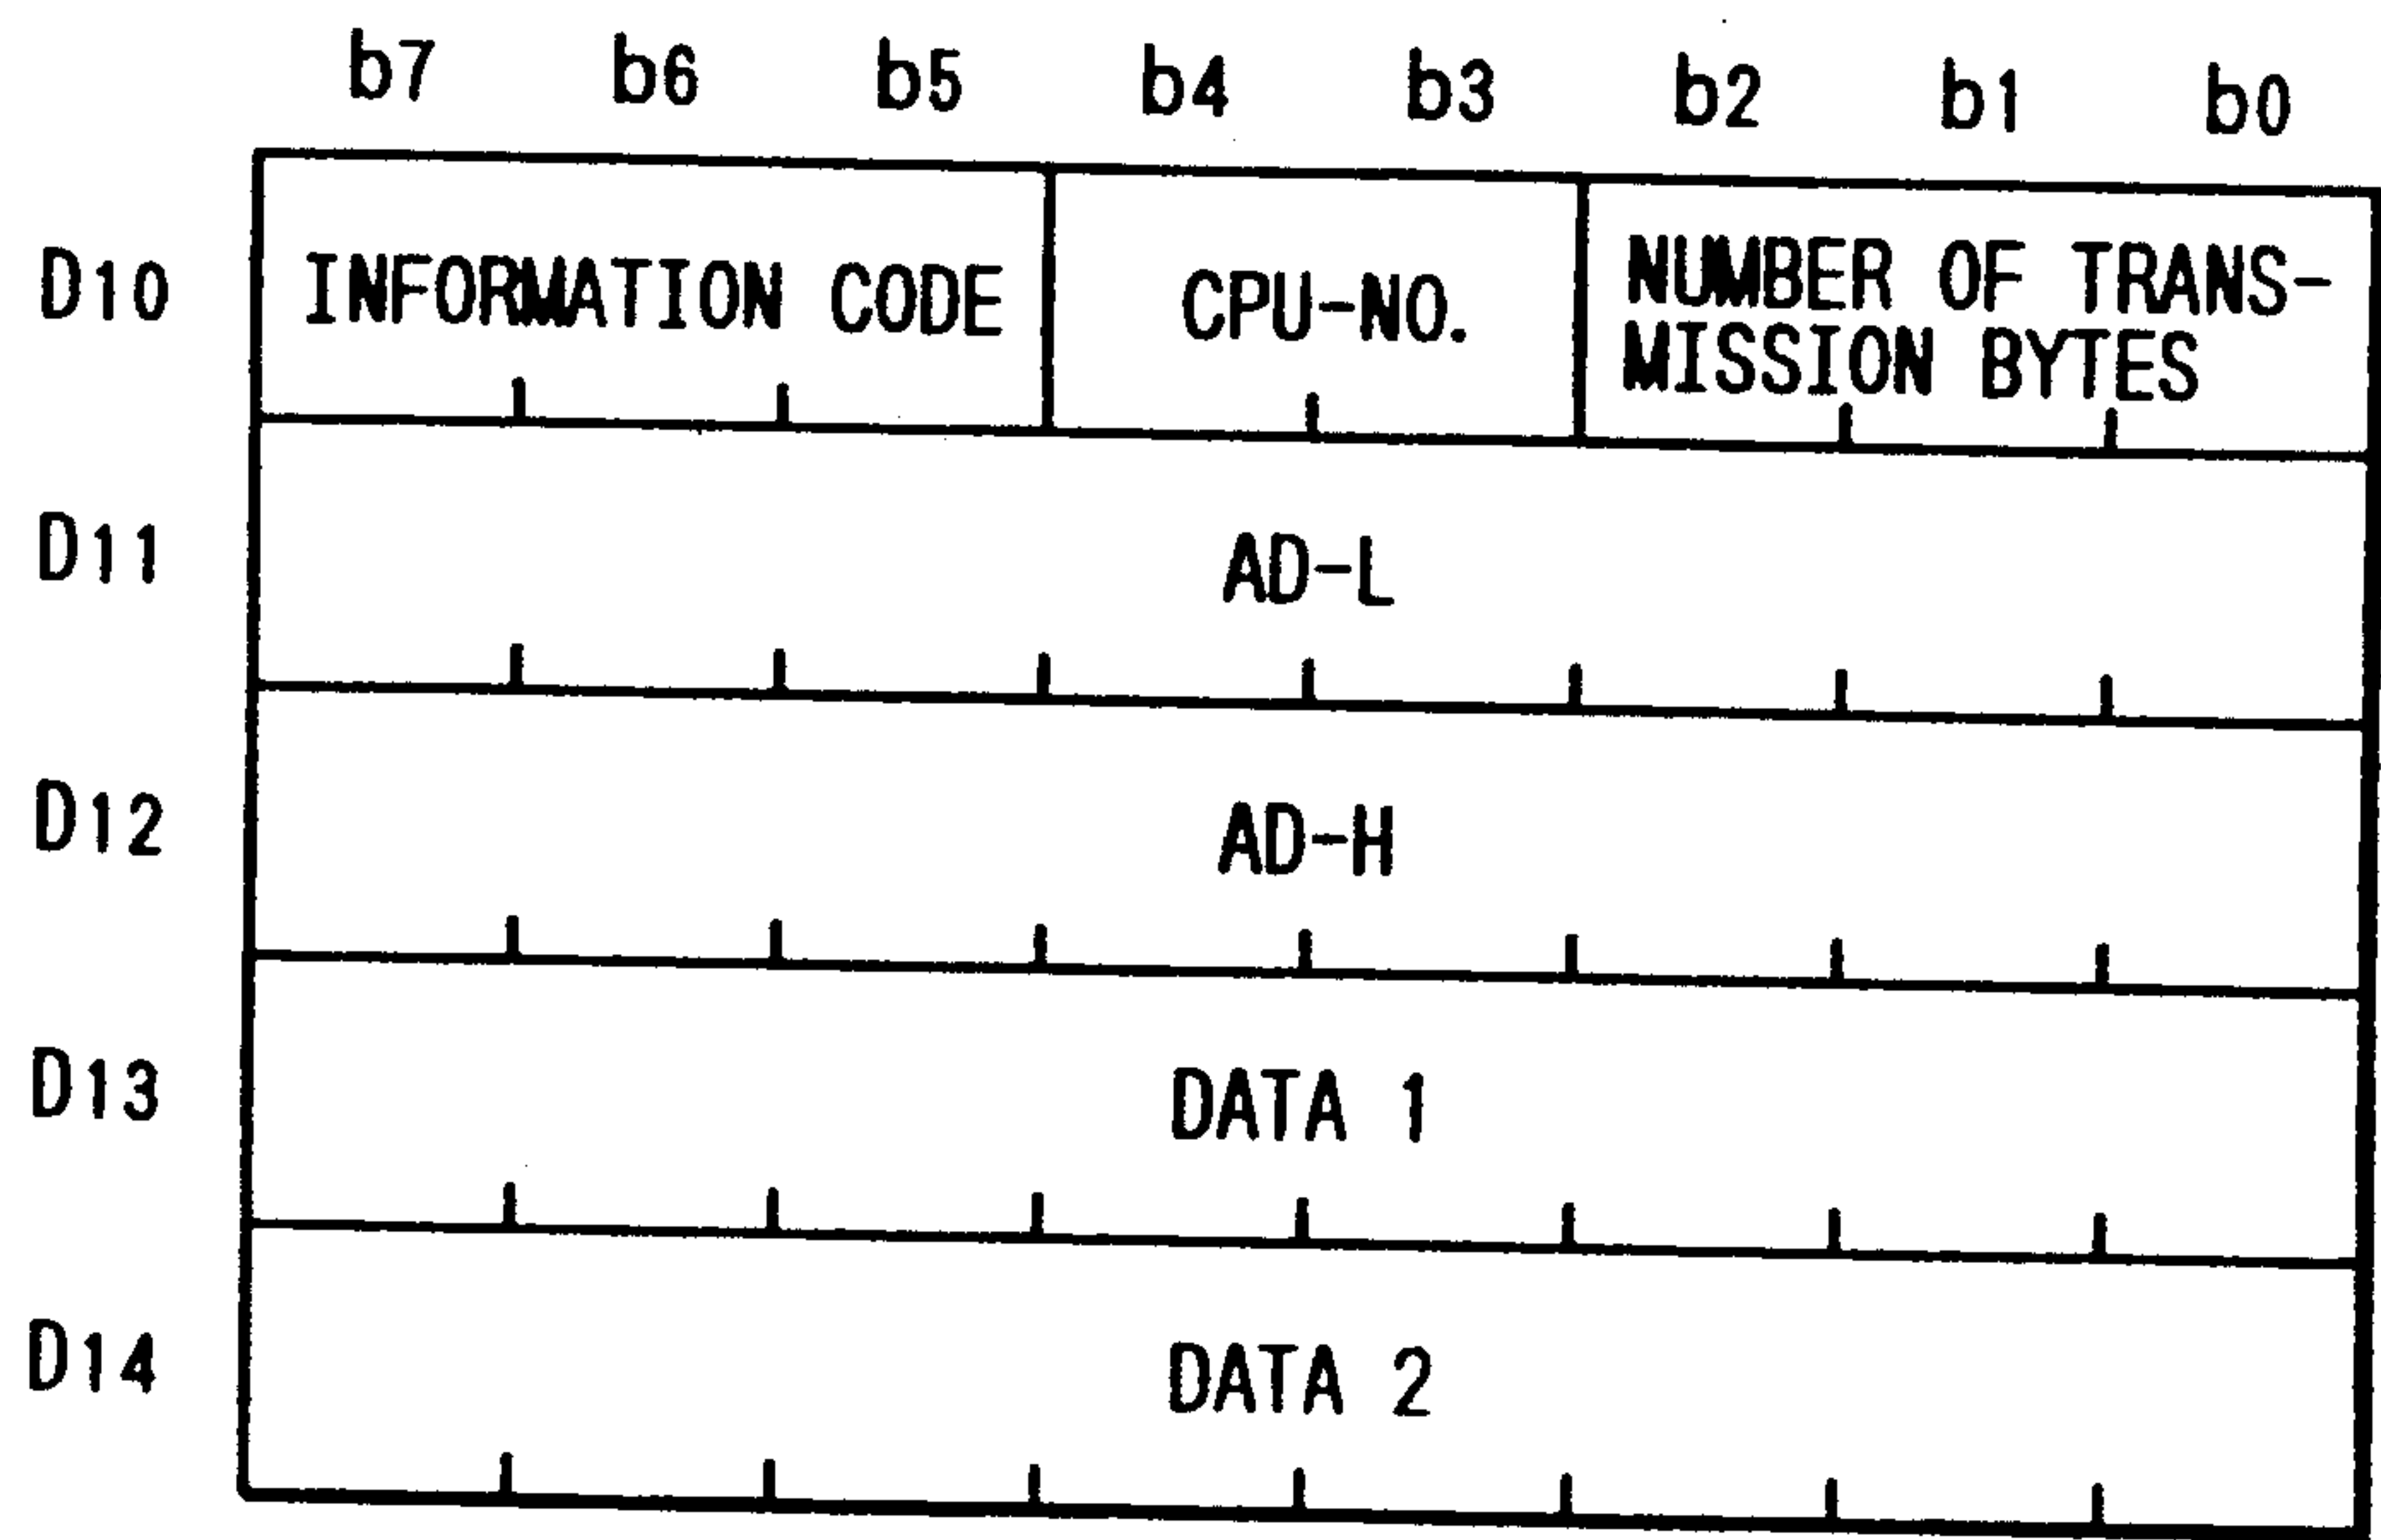 b7 b6 b5 b4 b3 b2 b1 b0
D10 INFORMATION CODE CPU-NO. NUMBER OF TRANS-
MISSION BYTES
D11 AD-L
D12 AD-H
D13 DATA 1
D14 DATA 2